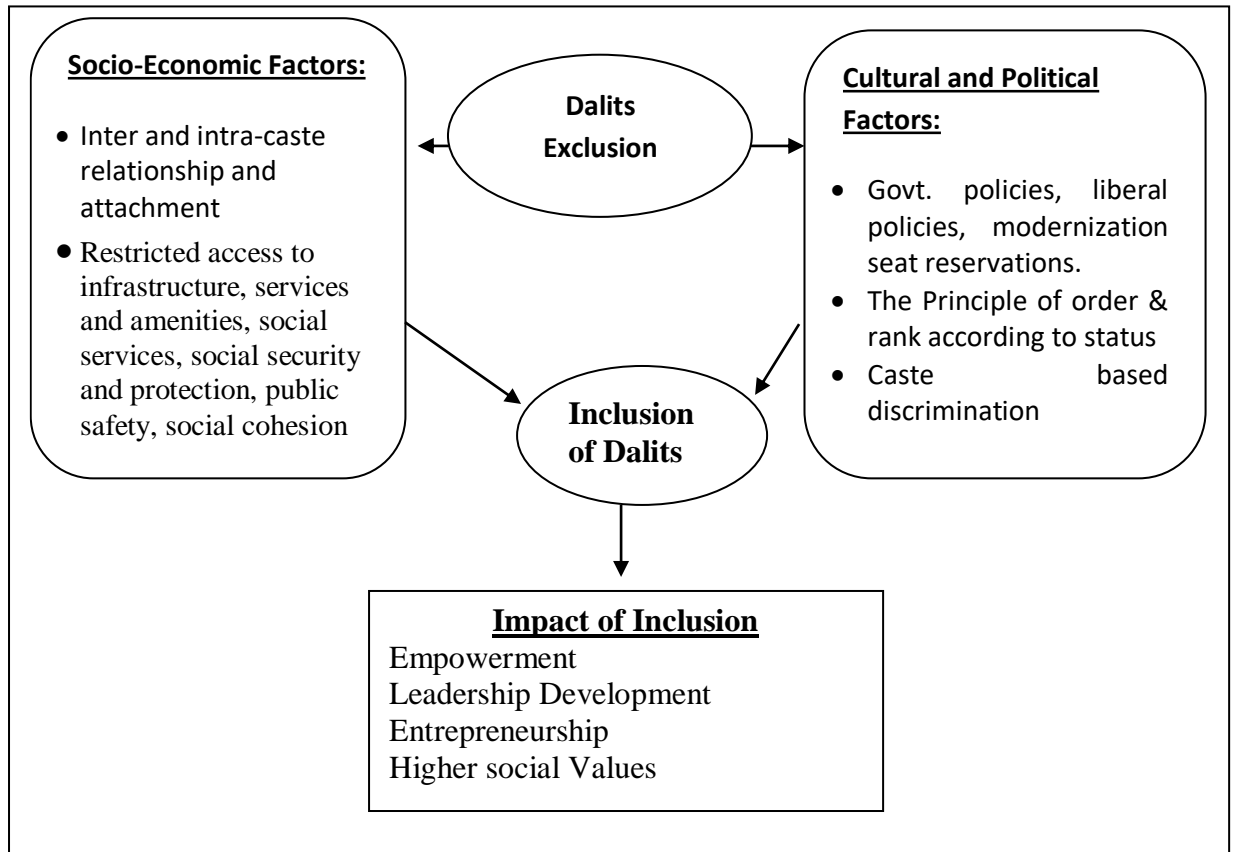 Socio-Economic Factors:
• Inter and intra-caste
relationship and
attachment
• Restricted access to
infrastructure, services
and amenities, social
services, social security
and protection, public
safety, social cohesion
Dalits
Exclusion
Cultural and Political
Factors:
• Govt. policies, liberal
policies, modernization
seat reservations.
• The Principle of order &
rank according to status
• Caste based
discrimination
Inclusion
of Dalits
Impact of Inclusion
Empowerment
Leadership Development
Entrepreneurship
Higher social Values